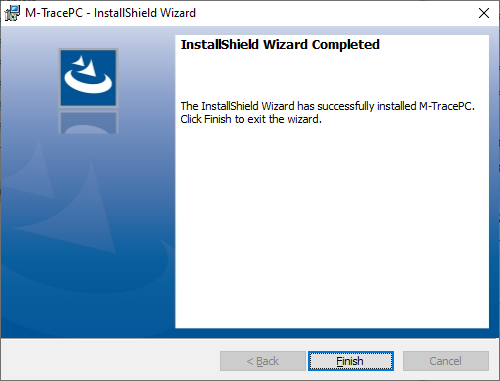 M-TracePC - InstallShield Wizard
InstallShield Wizard Completed
The InstallShield Wizard has successfully installed M-TracePC.
Click Finish to exit the wizard.
< Back
Finish
Cancel